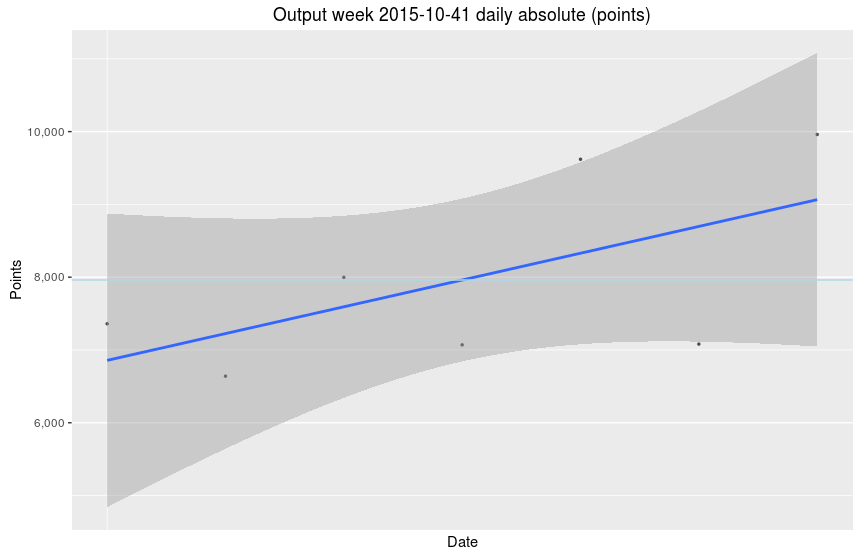 Output week 2015-10-41 daily absolute (points)
10,000
8,000
6,000
Points
Date